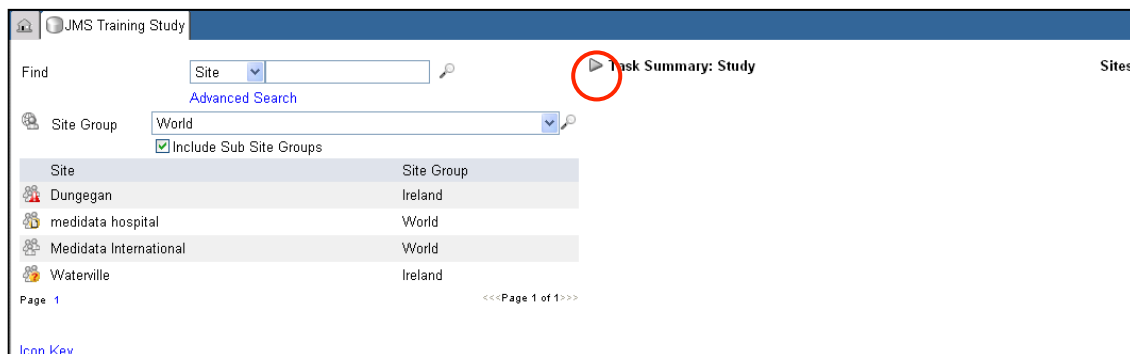 JMS Training Study
Find Site
Advanced Search
Task Summary: Study Sites
Site Group World
Include Sub Site Groups
Site Site Group
Dungegan Ireland
medidata hospital World
Medidata International World
Waterville Ireland
Page 1 <<<Page 1 of 1>>>
Icon Key